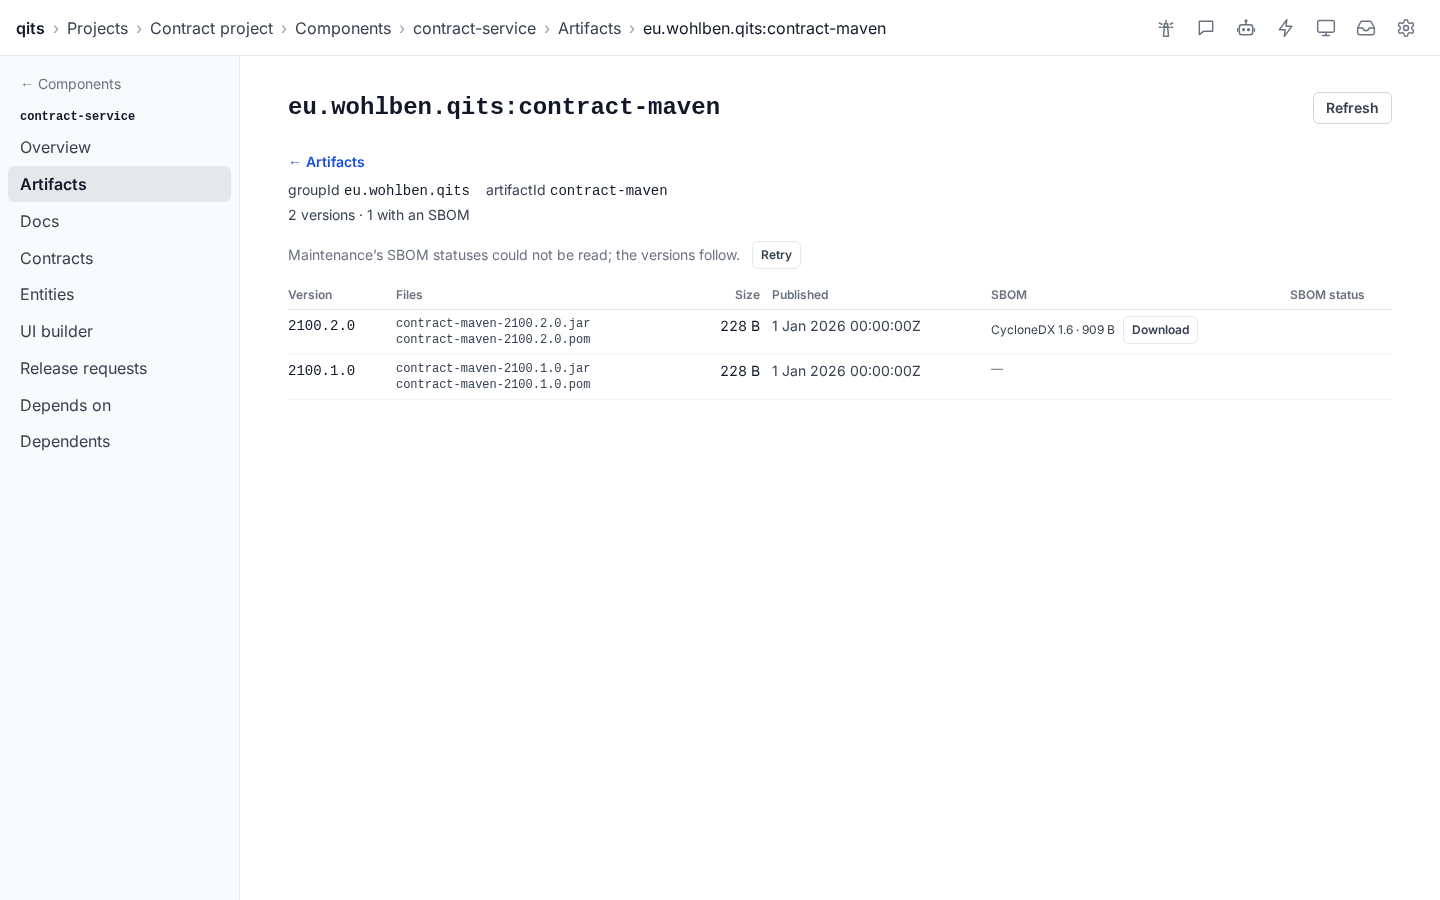 qits › Projects › Contract project › Components › contract-service › Artifacts › eu.wohlben.qits:contract-maven
← Components
contract-service
Overview
Artifacts
Docs
Contracts
Entities
UI builder
Release requests
Depends on
Dependents
eu.wohlben.qits:contract-maven
Refresh
← Artifacts
groupId eu.wohlben.qits artifactId contract-maven
2 versions · 1 with an SBOM
Maintenance’s SBOM statuses could not be read; the versions follow. Retry
Version Files Size Published SBOM SBOM status
2100.2.0 contract-maven-2100.2.0.jar 228 B 1 Jan 2026 00:00:00Z CycloneDX 1.6 · 909 B Download
contract-maven-2100.2.0.pom
2100.1.0 contract-maven-2100.1.0.jar 228 B 1 Jan 2026 00:00:00Z —
contract-maven-2100.1.0.pom